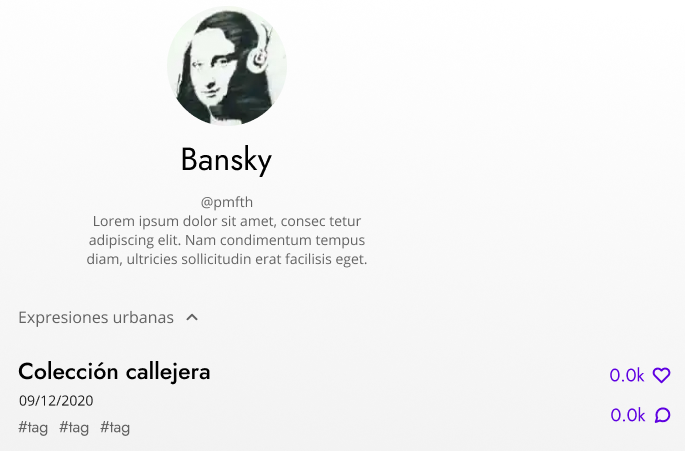 Bansky
@pmfth
Lorem ipsum dolor sit amet, consec tetur
adipiscing elit. Nam condimentum tempus
diam, ultricies sollicitudin erat facilisis eget.
Expresiones urbanas
Colección callejera
0.0k
09/12/2020
0.0k
#tag #tag #tag